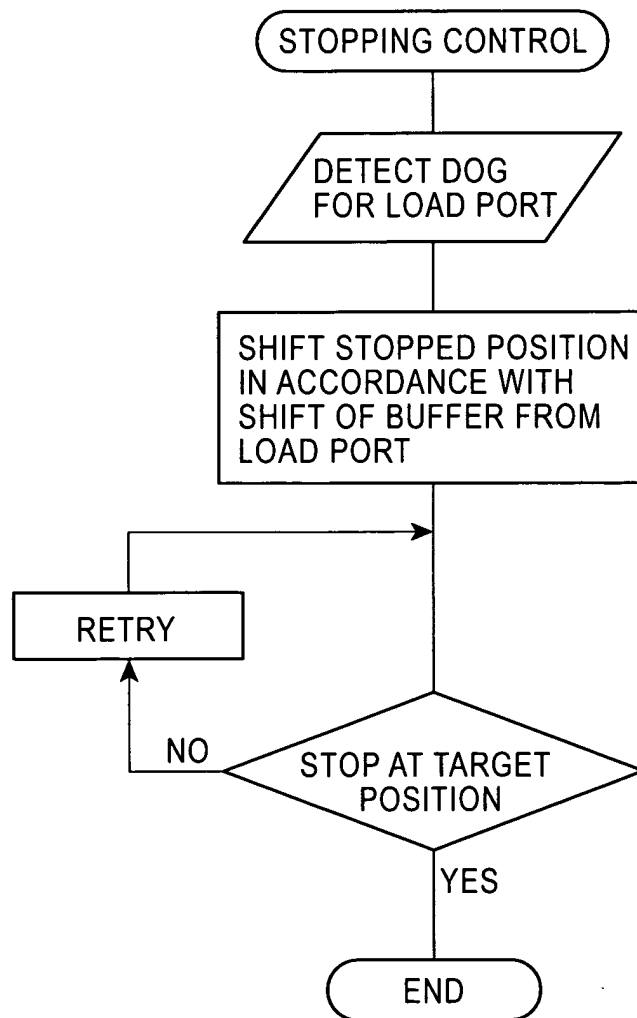 STOPPING CONTROL
DETECT DOG
FOR LOAD PORT
SHIFT STOPPED POSITION
IN ACCORDANCE WITH
SHIFT OF BUFFER FROM
LOAD PORT
RETRY
NO
STOP AT TARGET
POSITION
YES
END